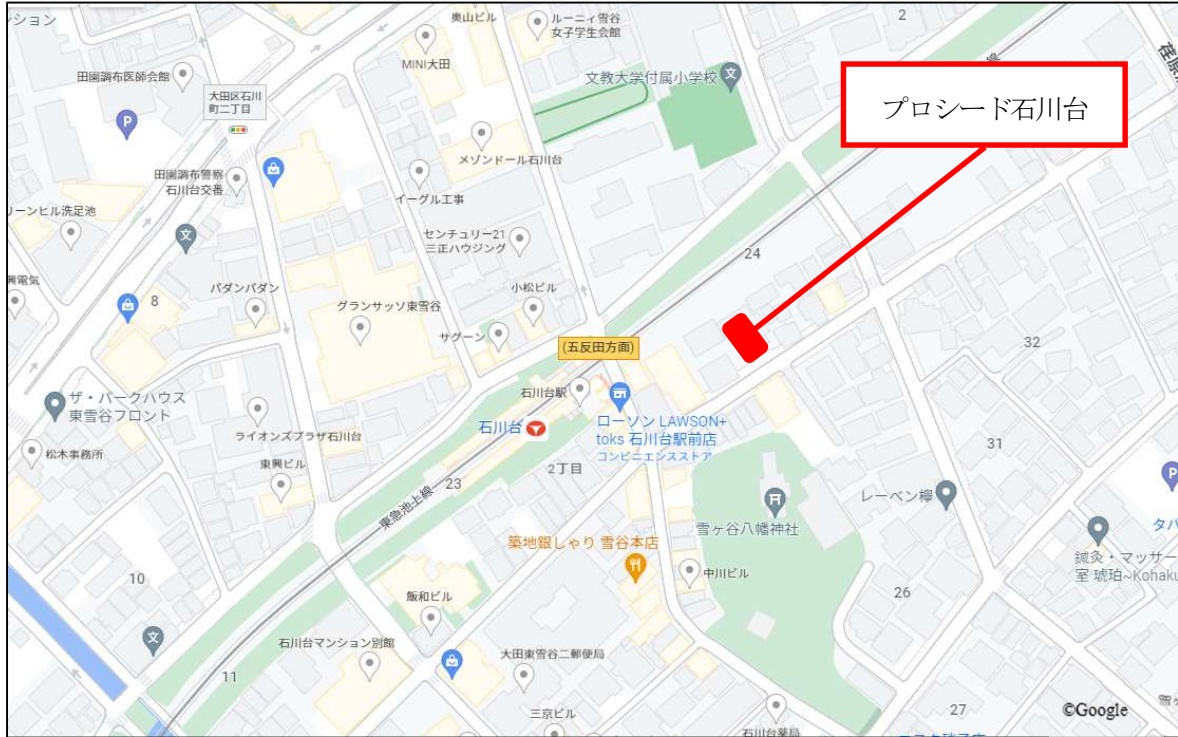 ション
奥山ビル
ルーニィ雪谷
女子学生会館
2
MINI大田
田園調布医師会館
大田区石川
町二丁目
P
文教大学付属小学校
文
荏原
線
プロシード石川台
メゾンドール石川台
田園調布警察
石川台交番
イーグル工事
リーンヒル洗足池
文
センチュリー21
三正ハウジング
24
興電気
8
パダンパダン
小松ビル
グランサッソ東雪谷
サグーン
(五反田方面)
32
石川台駅
ザ・パークハウス
東雪谷フロント
ローソン LAWSON+
toks 石川台駅前店
コンビニエンスストア
石川台
ライオンズプラザ石川台
松木事務所
東興ビル
2丁目
31
P
23
東急池上線
レーベン欅
雪ヶ谷八幡神社
タバ
築地銀しゃり 雪谷本店
鍼灸・マッサー
室 琥珀~Kohaku
中川ビル
10
飯和ビル
26
文
石川台マンション別館
大田東雪谷二郵便局
11
三京ビル
27
©Google
雪ヶ
石川台薬局